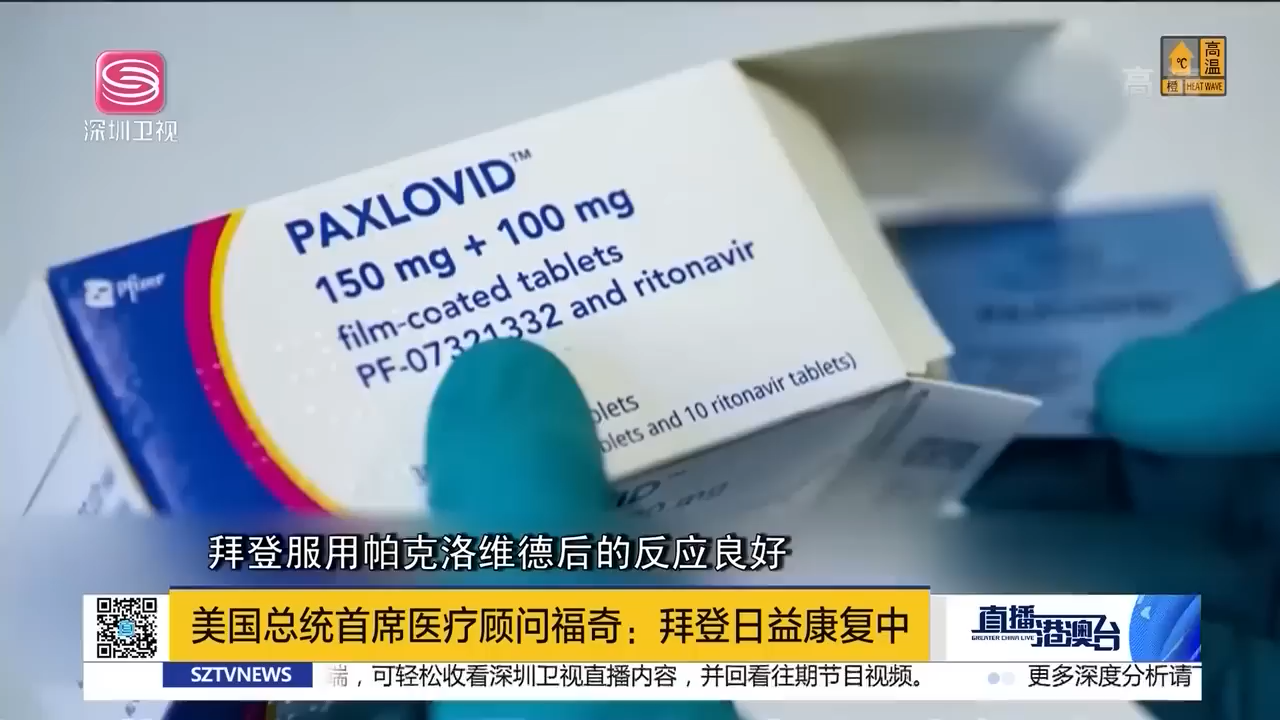 深圳卫视
高温
℃
橙
HEAT WAVE
PAXLOVID™
150 mg + 100 mg
film-coated tablets
PF-07321332 and ritonavir
Pfizer
and 10 ritonavir tablets)
拜登服用帕克洛维德后的反应良好
美国总统首席医疗顾问福奇：拜登日益康复中
直播港澳台
GREATER CHINA LIVE
SZTVNEWS
端，可轻松收看深圳卫视直播内容，并回看往期节目视频。
更多深度分析请